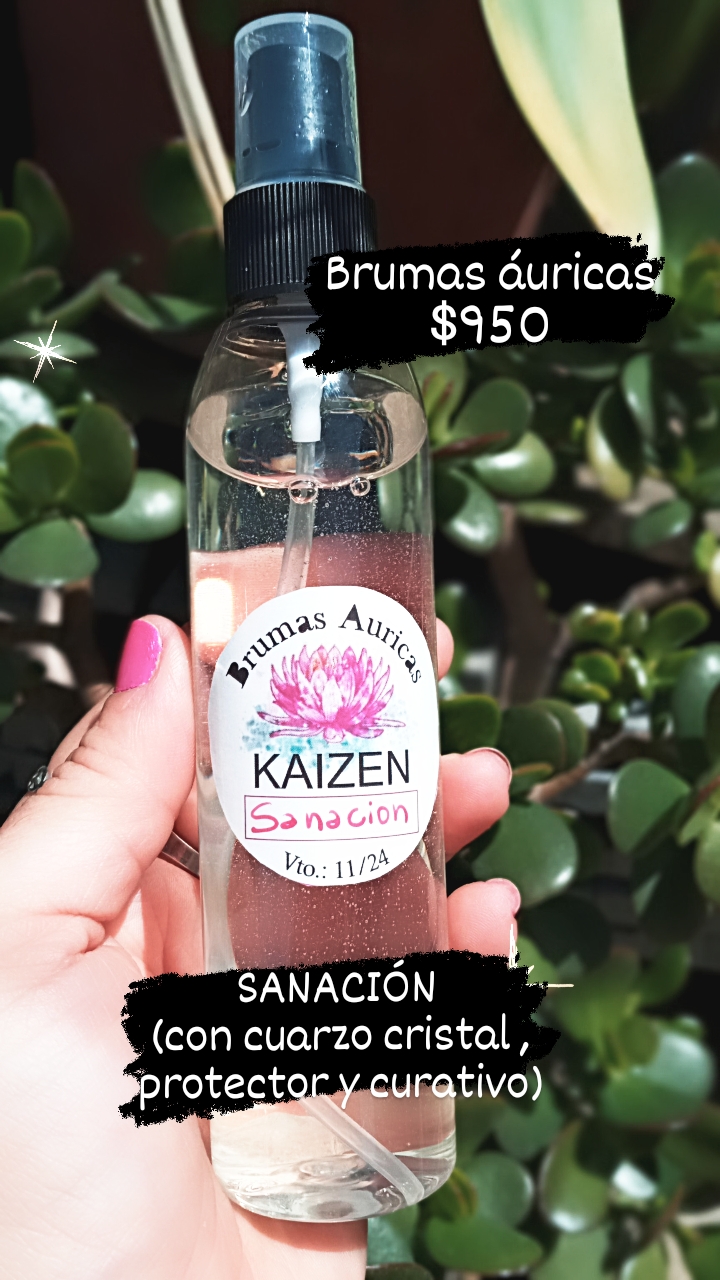 Brumas áuricas
$950
Brumas Auricas
KAIZEN
Sanacion
Vto.: 11/24
SANACIÓN
(con cuarzo cristal,
protector y curativo)